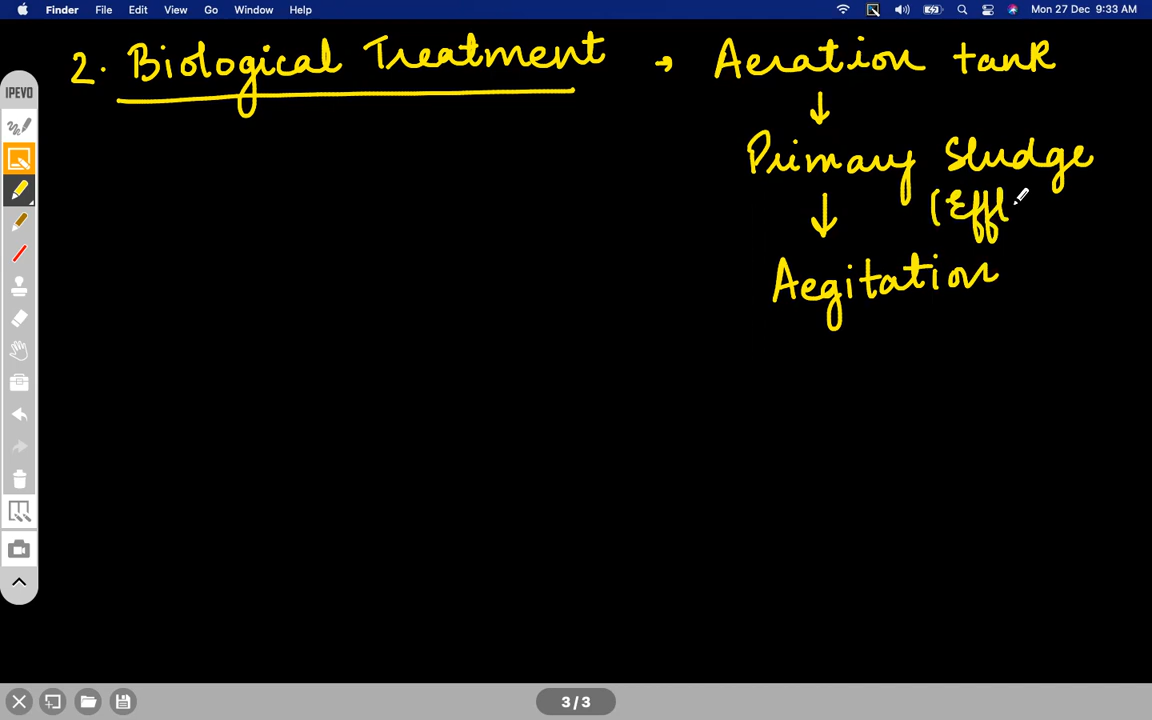 Finder File Edit View Go Window Help Mon 27 Dec 9:33 AM
IPEVO
2. Biological Treatment → Aeration tank
↓
Primary Sludge
(Effl
↓
Aegitation
3/3